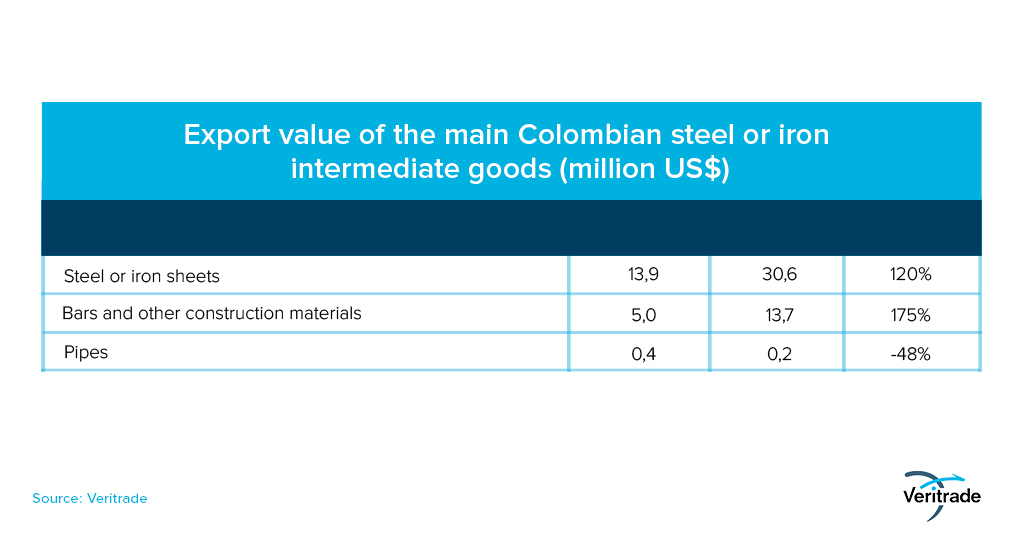 Export value of the main Colombian steel or iron
intermediate goods (million US$)
Steel or iron sheets 13,9 30,6 120%
Bars and other construction materials 5,0 13,7 175%
Pipes 0,4 0,2 -48%
Source: Veritrade
Veritrade